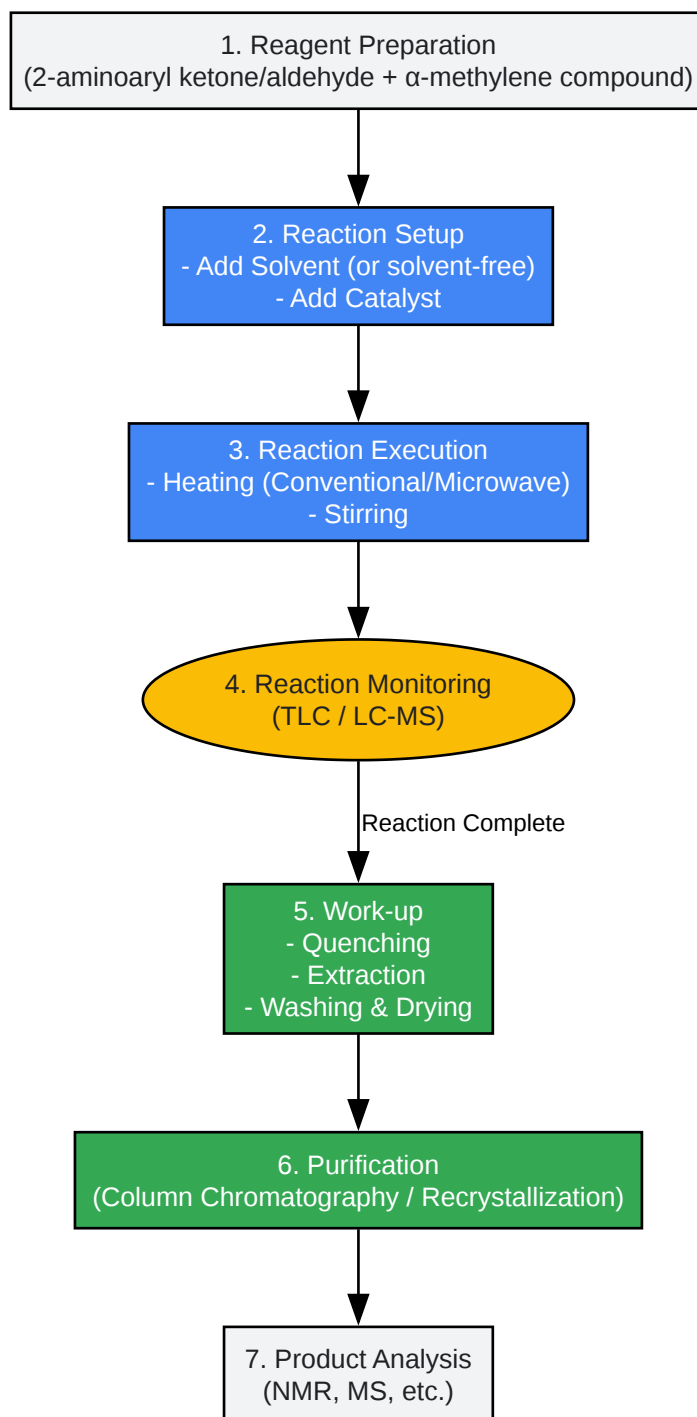 1. Reagent Preparation
(2-aminoaryl ketone/aldehyde + α-methylene compound)
2. Reaction Setup
- Add Solvent (or solvent-free)
- Add Catalyst
3. Reaction Execution
- Heating (Conventional/Microwave)
- Stirring
4. Reaction Monitoring
(TLC / LC-MS)
Reaction Complete
5. Work-up
- Quenching
- Extraction
- Washing & Drying
6. Purification
(Column Chromatography / Recrystallization)
7. Product Analysis
(NMR, MS, etc.)